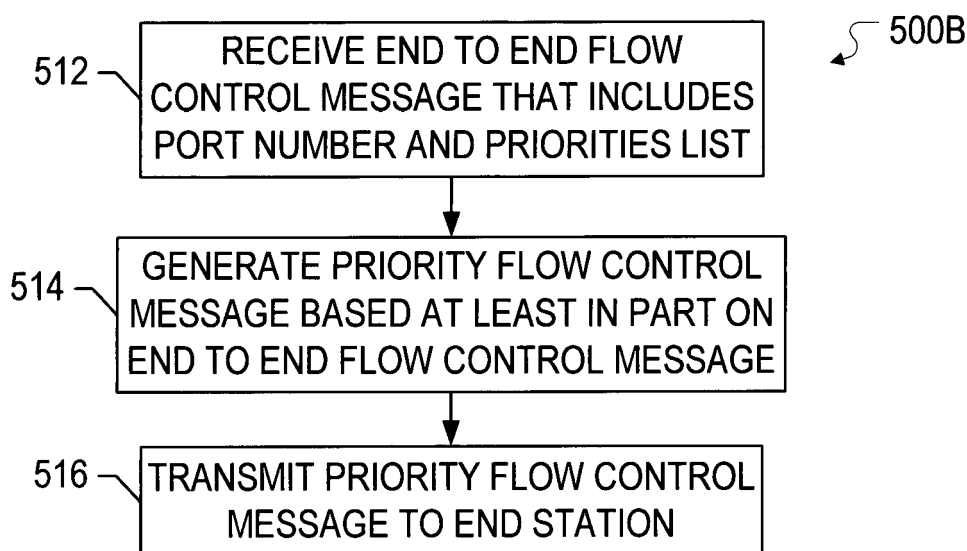 500B
512
RECEIVE END TO END FLOW
CONTROL MESSAGE THAT INCLUDES
PORT NUMBER AND PRIORITIES LIST
514
GENERATE PRIORITY FLOW CONTROL
MESSAGE BASED AT LEAST IN PART ON
END TO END FLOW CONTROL MESSAGE
516
TRANSMIT PRIORITY FLOW CONTROL
MESSAGE TO END STATION